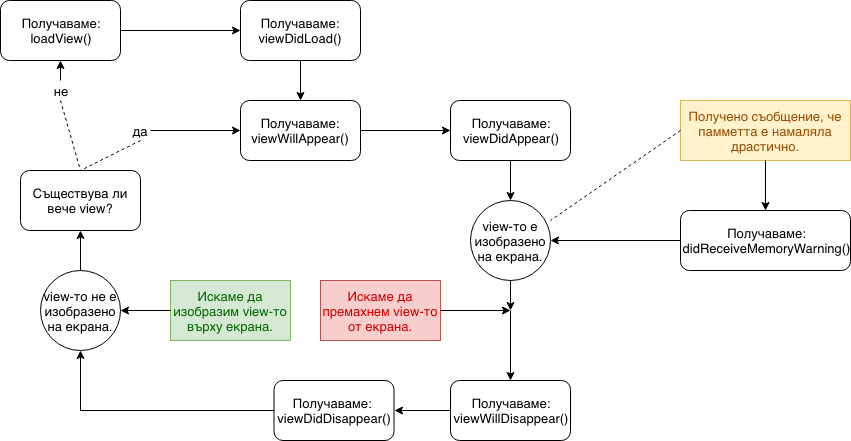 Получаваме:
loadView()
Получаваме:
viewDidLoad()
не
да
Получаваме:
viewWillAppear()
Получаваме:
viewDidAppear()
Получено съобщение, че
памметта е намаляла
драстично.
Съществува ли
вече view?
view-то е
изобразено
на екрана.
Получаваме:
didReceiveMemoryWarning()
view-то не е
изобразено
на екрана.
Искаме да
изобразим view-то
върху екрана.
Искаме да
премахнем view-то
от екрана.
Получаваме:
viewDidDisappear()
Получаваме:
viewWillDisappear()